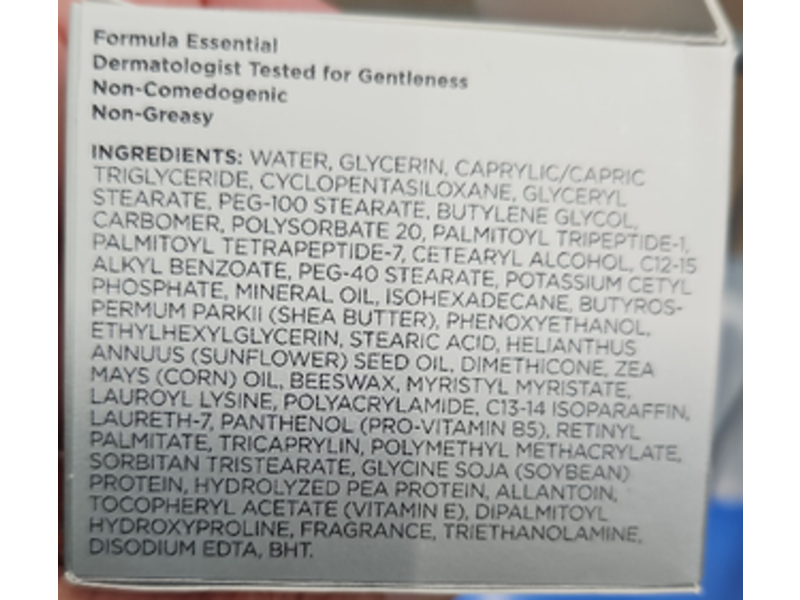 Formula Essential
Dermatologist Tested for Gentleness
Non-Comedogenic
Non-Greasy
INGREDIENTS: WATER, GLYCERIN, CAPRYLIC/CAPRIC
TRIGLYCERIDE, CYCLOPENTASILOXANE, GLYCERYL
STEARATE, PEG-100 STEARATE, BUTYLENE GLYCOL,
CARBOMER, POLYSORBATE 20, PALMITOYL TRIPEPTIDE-1,
PALMITOYL TETRAPEPTIDE-7, CETEARYL ALCOHOL, C12-15
ALKYL BENZOATE, PEG-40 STEARATE, POTASSIUM CETYL
PHOSPHATE, MINERAL OIL, ISOHEXADECANE, BUTYROS-
PERMUM PARKII (SHEA BUTTER), PHENOXYETHANOL,
ETHYLHEXYLGLYCERIN, STEARIC ACID, HELIANTHUS
ANNUUS (SUNFLOWER) SEED OIL, DIMETHICONE, ZEA
MAYS (CORN) OIL, BEESWAX, MYRISTYL MYRISTATE,
LAUROYL LYSINE, POLYACRYLAMIDE, C13-14 ISOPARAFFIN,
LAURETH-7, PANTHENOL (PRO-VITAMIN B5), RETINYL
PALMITATE, TRICAPRYLIN, POLYMETHYL METHACRYLATE,
SORBITAN TRISTEARATE, GLYCINE SOJA (SOYBEAN)
PROTEIN, HYDROLYZED PEA PROTEIN, ALLANTOIN,
TOCOPHERYL ACETATE (VITAMIN E), DIPALMITOYL
HYDROXYPROLINE, FRAGRANCE, TRIETHANOLAMINE,
DISODIUM EDTA, BHT.